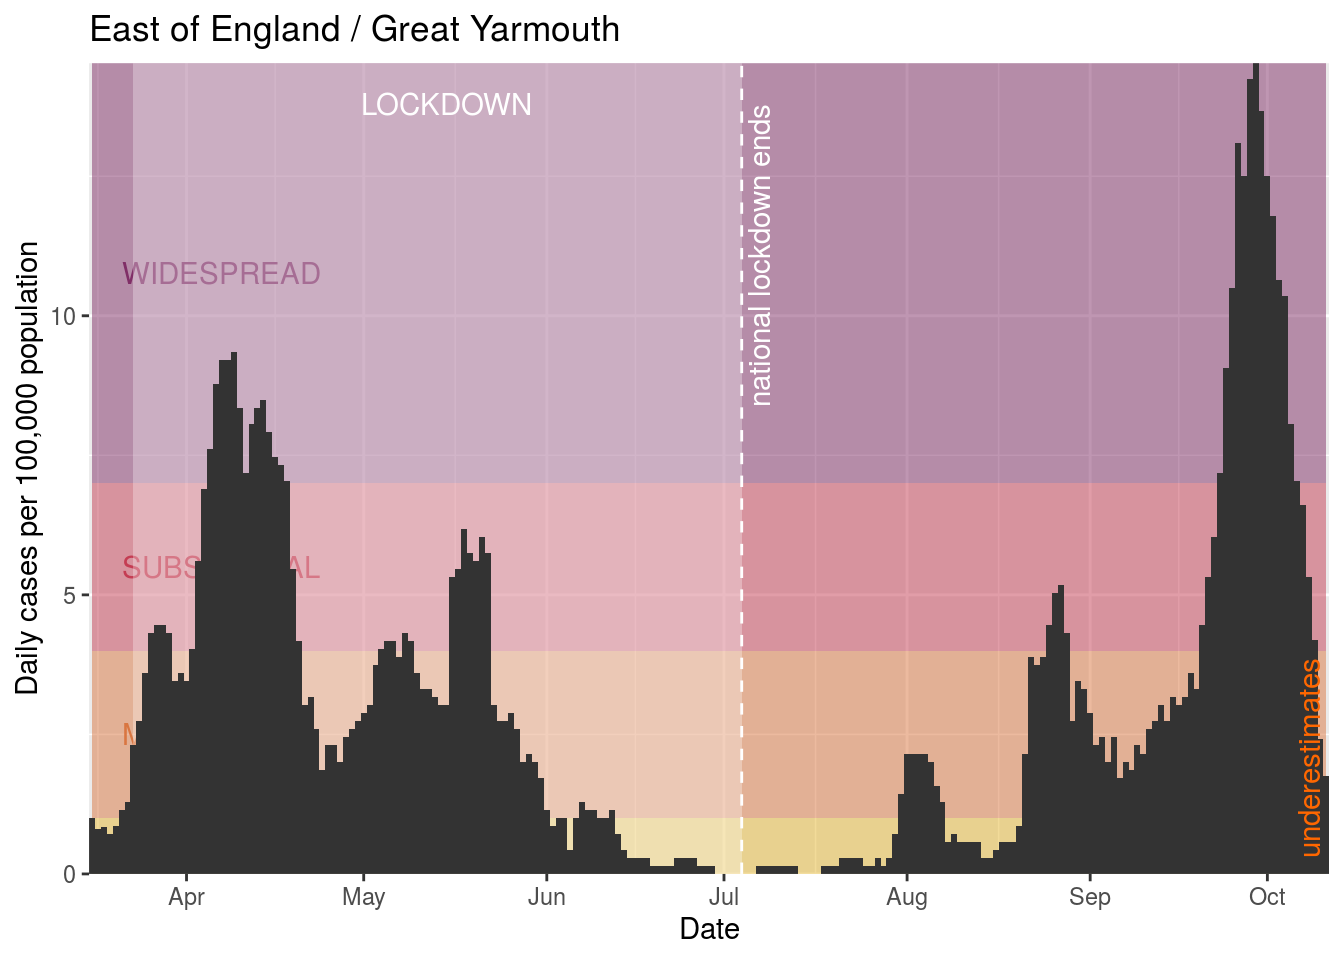 East of England / Great Yarmouth
LOCKDOWN
national lockdown ends
WIDESPREAD
10
Daily cases per 100,000 population
5
underestimates
0
Apr May Jun Jul Aug Sep Oct
Date